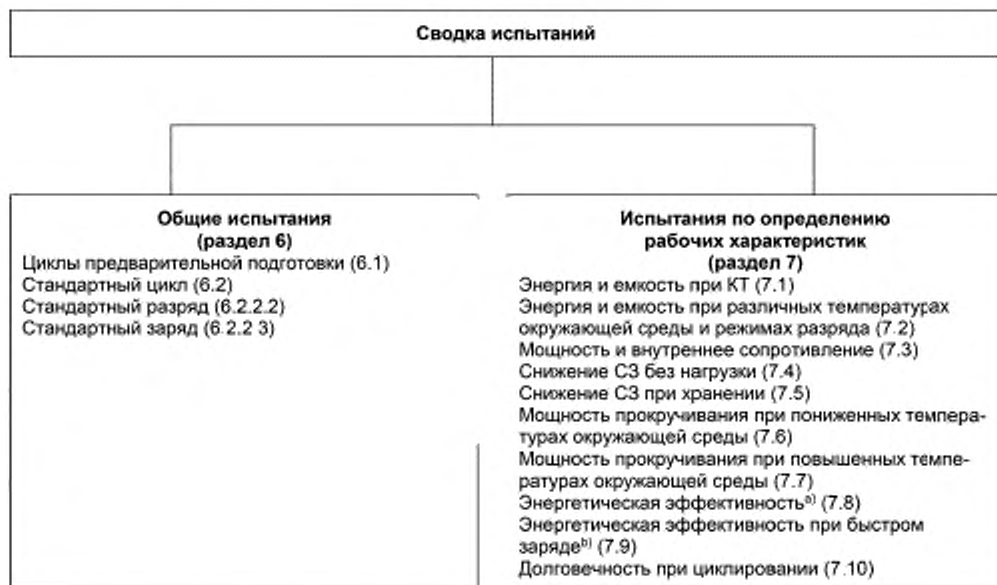 Сводка испытаний
Общие испытания
(раздел 6)
Циклы предварительной подготовки (6.1)
Стандартный цикл (6.2)
Стандартный разряд (6.2.2.2)
Стандартный заряд (6.2.2 3)
Испытания по определению
рабочих характеристик
(раздел 7)
Энергия и емкость при КТ (7.1)
Энергия и емкость при различных температурах
окружающей среды и режимах разряда (7.2)
Мощность и внутреннее сопротивление (7.3)
Снижение СЗ без нагрузки (7.4)
Снижение СЗ при хранении (7.5)
Мощность прокручивания при пониженных темпера-
турах окружающей среды (7.6)
Мощность прокручивания при повышенных темпе-
ратурах окружающей среды (7.7)
Энергетическая эффективность a) (7.8)
Энергетическая эффективность при быстром
заряде b) (7.9)
Долговечность при циклировании (7.10)